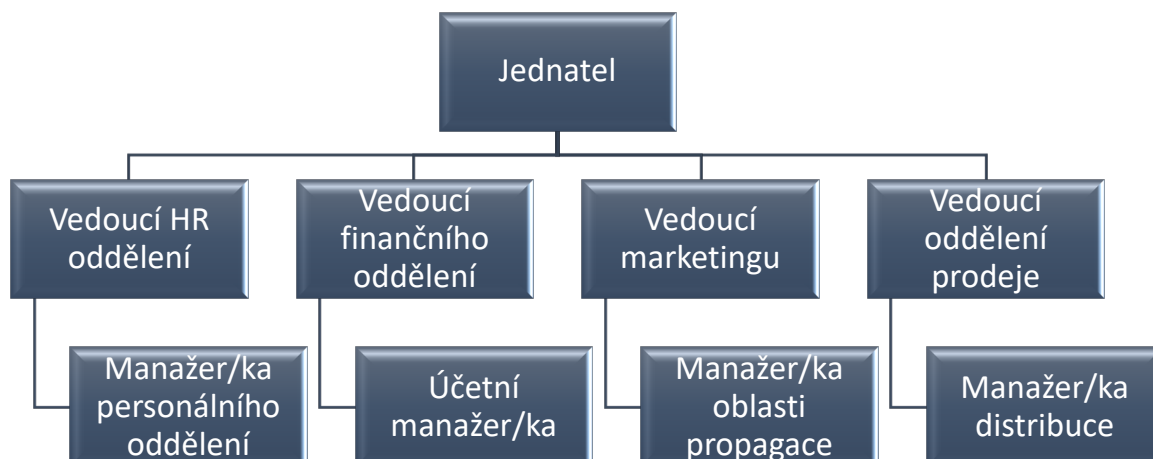 Jednatel
Vedoucí HR
oddělení
Vedoucí
finančního
oddělení
Vedoucí
marketingu
Vedoucí
oddělení
prodeje
Manažer/ka
personálního
oddělení
Účetní
manažer/ka
Manažer/ka
oblasti
propagace
Manažer/ka
distribuce